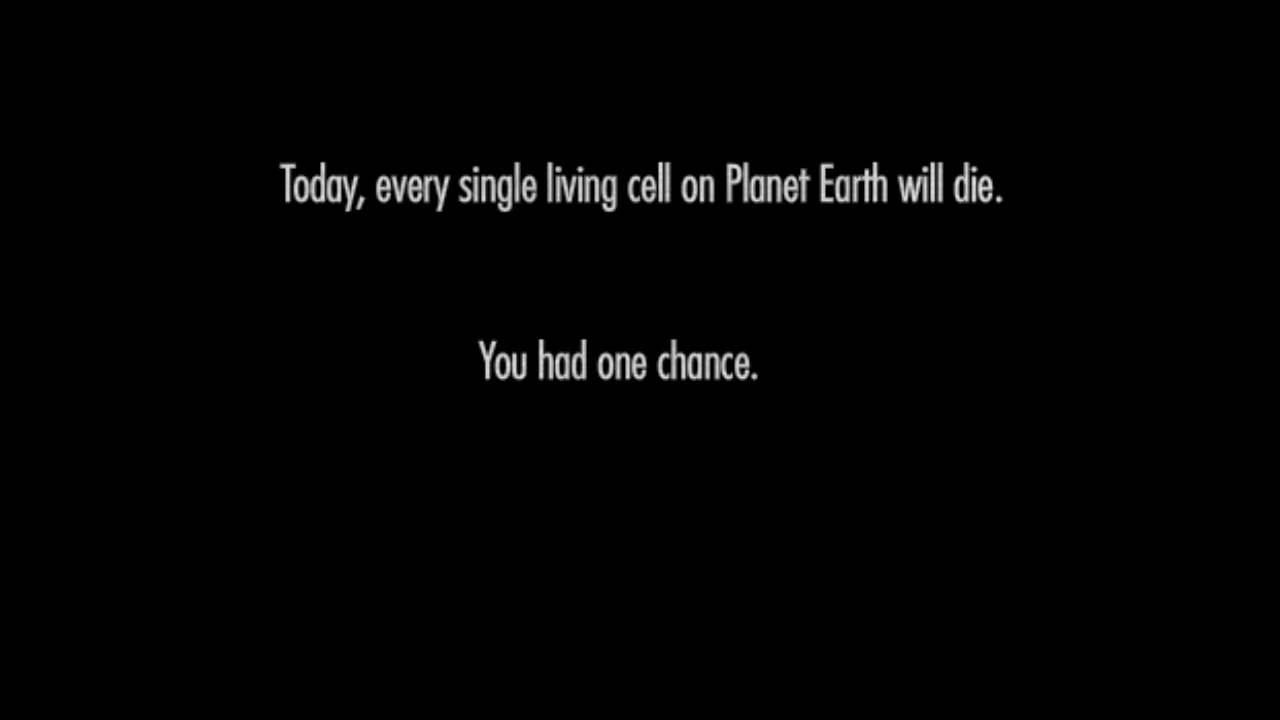 Today, every single living cell on Planet Earth will die.
You had one chance.